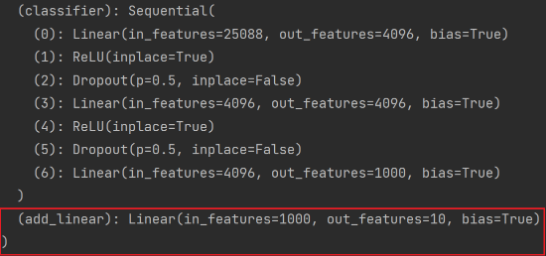 (classifier): Sequential(
(0): Linear(in_features=25088, out_features=4096, bias=True)
(1): ReLU(inplace=True)
(2): Dropout(p=0.5, inplace=False)
(3): Linear(in_features=4096, out_features=4096, bias=True)
(4): ReLU(inplace=True)
(5): Dropout(p=0.5, inplace=False)
(6): Linear(in_features=4096, out_features=1000, bias=True)
)
(add_linear): Linear(in_features=1000, out_features=10, bias=True)
)